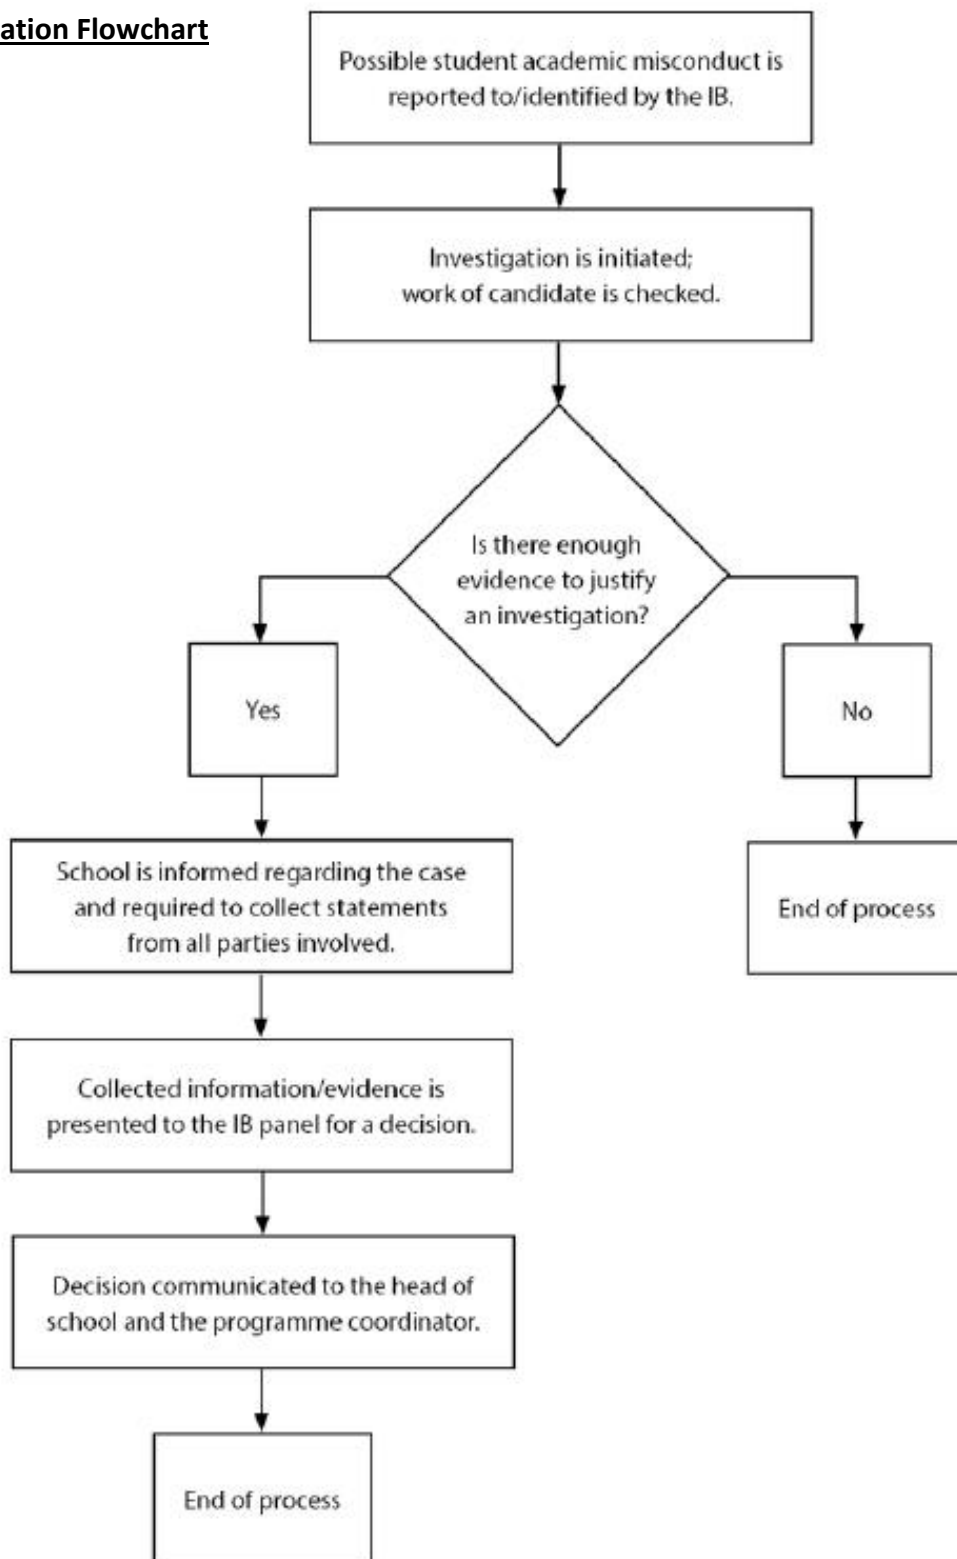 ation Flowchart
Possible student academic misconduct is
reported to/identified by the IB.
Investigation is initiated;
work of candidate is checked.
Is there enough
evidence to justify
an investigation?
Yes
No
School is informed regarding the case
and required to collect statements
from all parties involved.
End of process
Collected information/evidence is
presented to the IB panel for a decision.
Decision communicated to the head of
school and the programme coordinator.
End of process